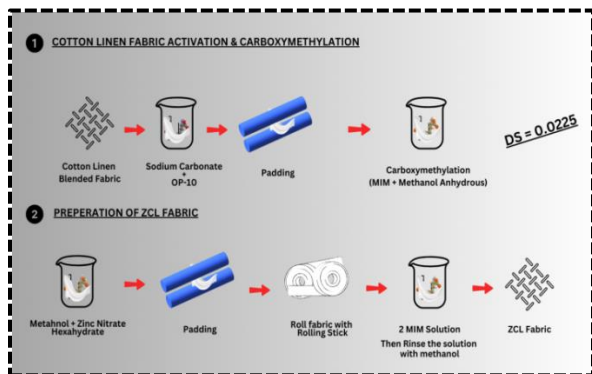 1 COTTON LINEN FABRIC ACTIVATION & CARBOXYMETHYLATION
Cotton Linen
Blended Fabric
Sodium Carbonate
+
OP-10
Padding
Carboxymethylation
(MIM + Methanol Anhydrous)
DS = 0.0225
2 PREPERATION OF ZCL FABRIC
Metahnol + Zinc Nitrate
Hexahydrate
Padding
Roll fabric with
Rolling Stick
2 MIM Solution
Then Rinse the solution
with methanol
ZCL Fabric